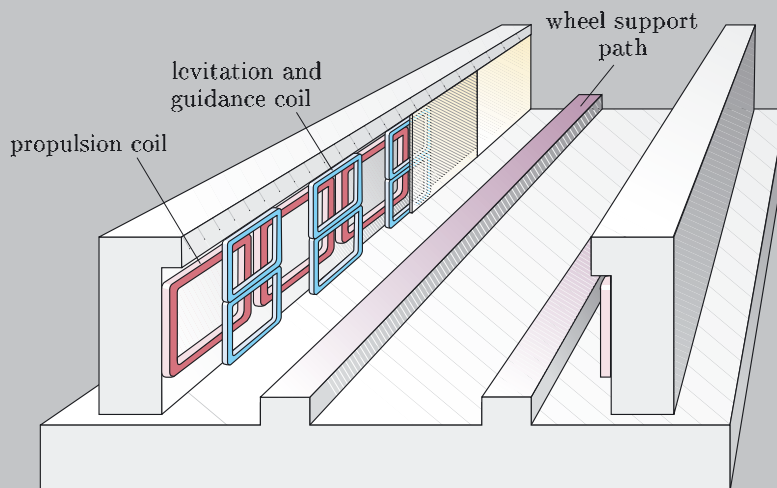 wheel support
path
levitation and
guidance coil
propulsion coil